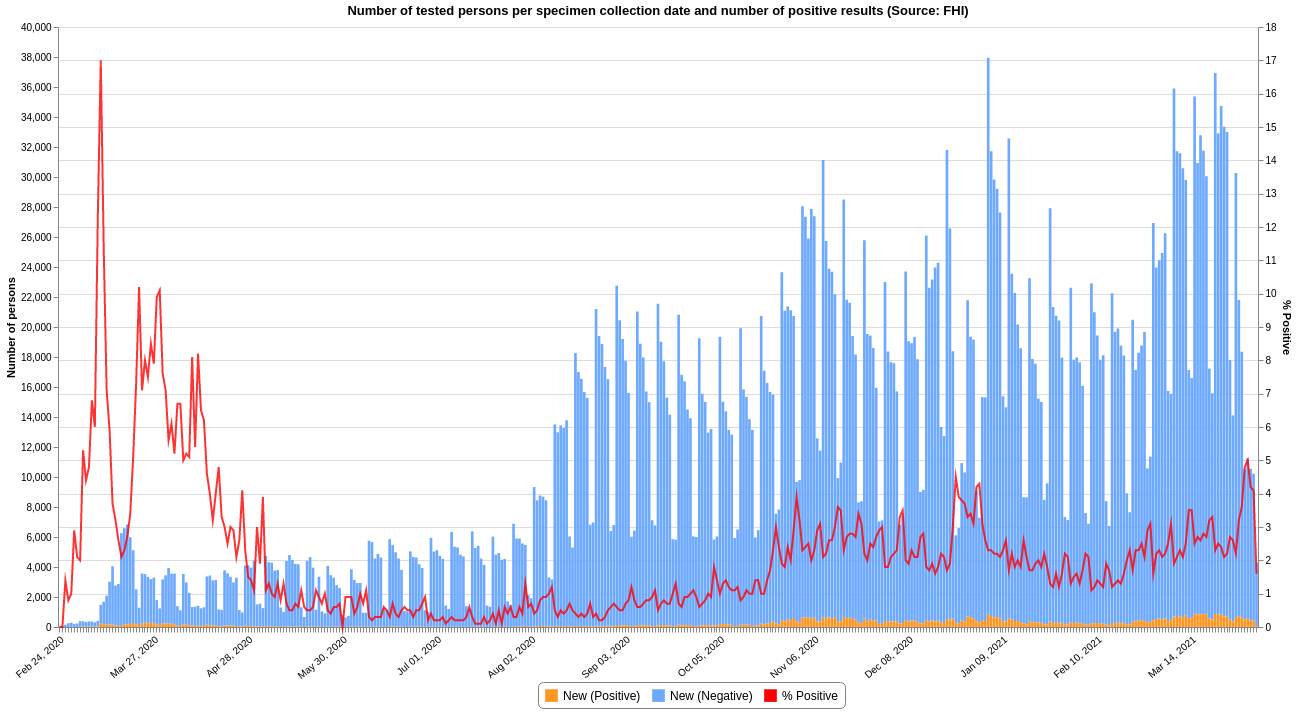 Number of tested persons per specimen collection date and number of positive results (Source: FHI)
40,000
38,000
36,000
34,000
32,000
30,000
28,000
26,000
24,000
22,000
20,000
18,000
16,000
14,000
12,000
10,000
8,000
6,000
4,000
2,000
0
Number of persons
18
17
16
15
14
13
12
11
10
9
8
7
6
5
4
3
2
1
0
% Positive
Feb 24, 2020
Mar 27, 2020
Apr 28, 2020
May 30, 2020
Jul 01, 2020
Aug 02, 2020
Sep 03, 2020
Oct 05, 2020
Nov 06, 2020
Dec 08, 2020
Jan 09, 2021
Feb 10, 2021
Mar 14, 2021
New (Positive) New (Negative) % Positive